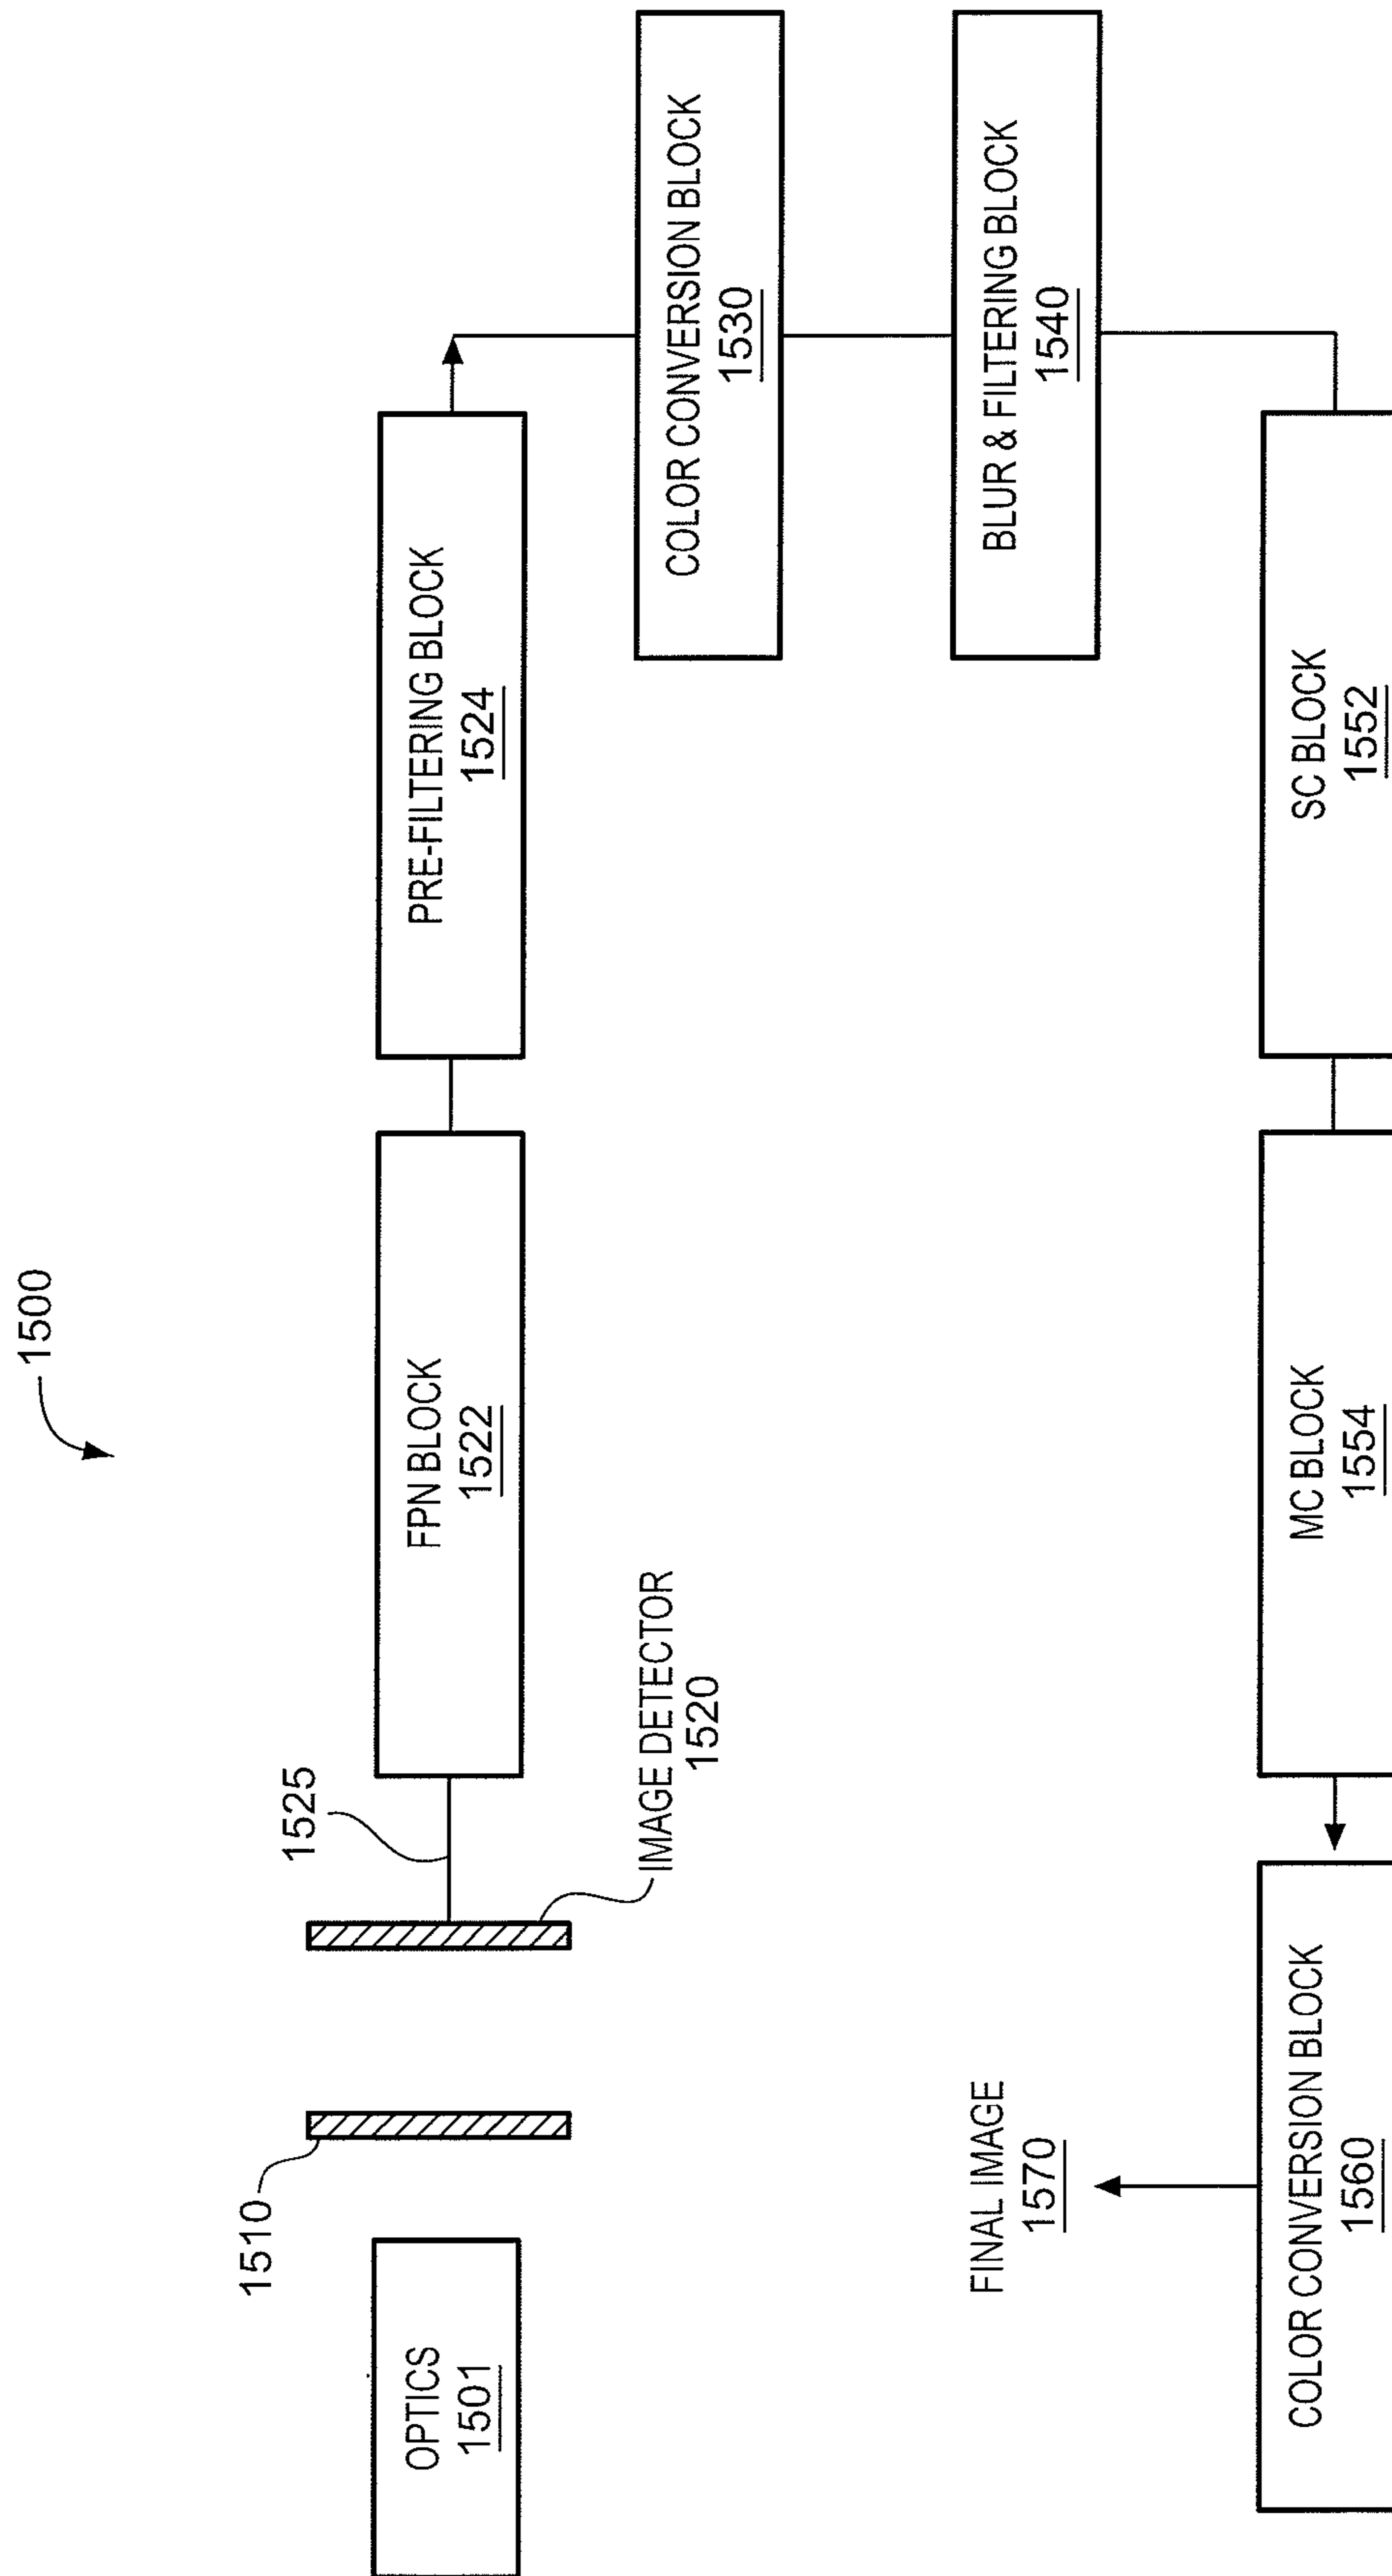 1500
OPTICS
1501
1510
IMAGE DETECTOR
1520
1525
FPN BLOCK
1522
PRE-FILTERING BLOCK
1524
COLOR CONVERSION BLOCK
1530
BLUR & FILTERING BLOCK
1540
SC BLOCK
1552
MC BLOCK
1554
COLOR CONVERSION BLOCK
1560
FINAL IMAGE
1570